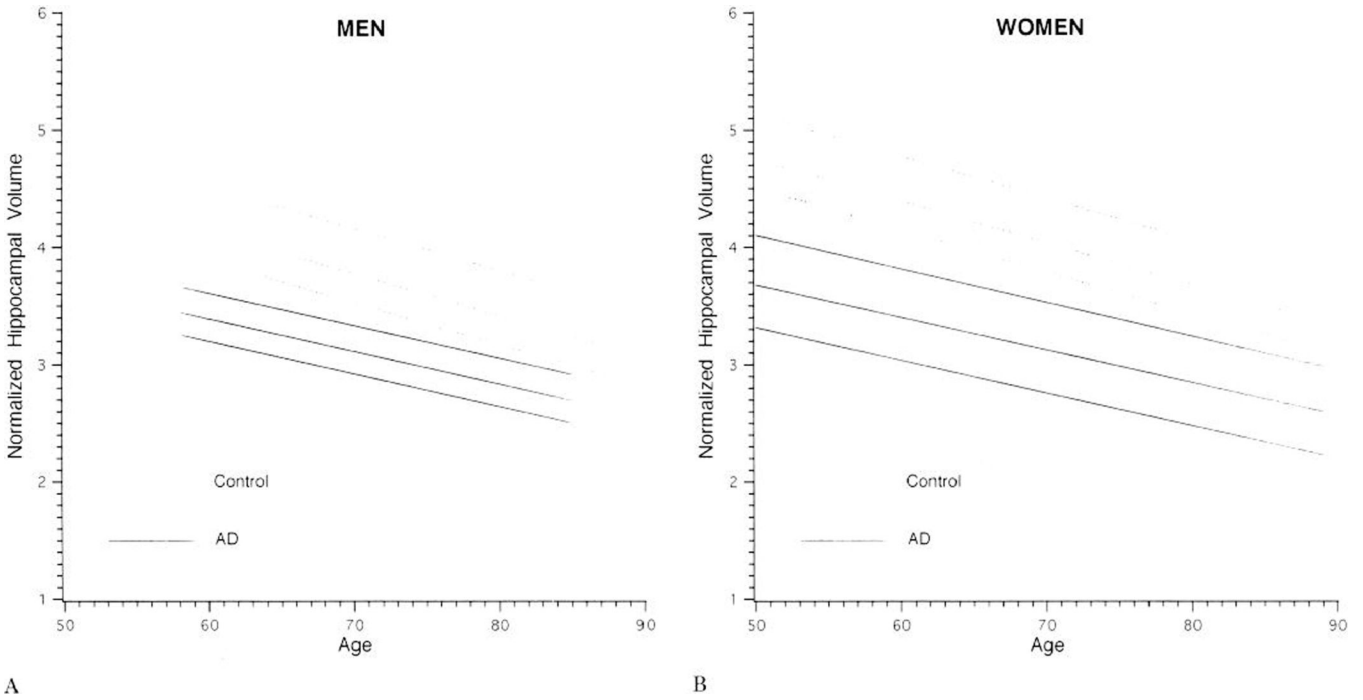 MEN
6
5
4
3
2
1
Normalized Hippocampal Volume
Control
AD
50 60 70 80 90
Age
A
WOMEN
6
5
4
3
2
1
Normalized Hippocampal Volume
Control
AD
50 60 70 80 90
Age
B